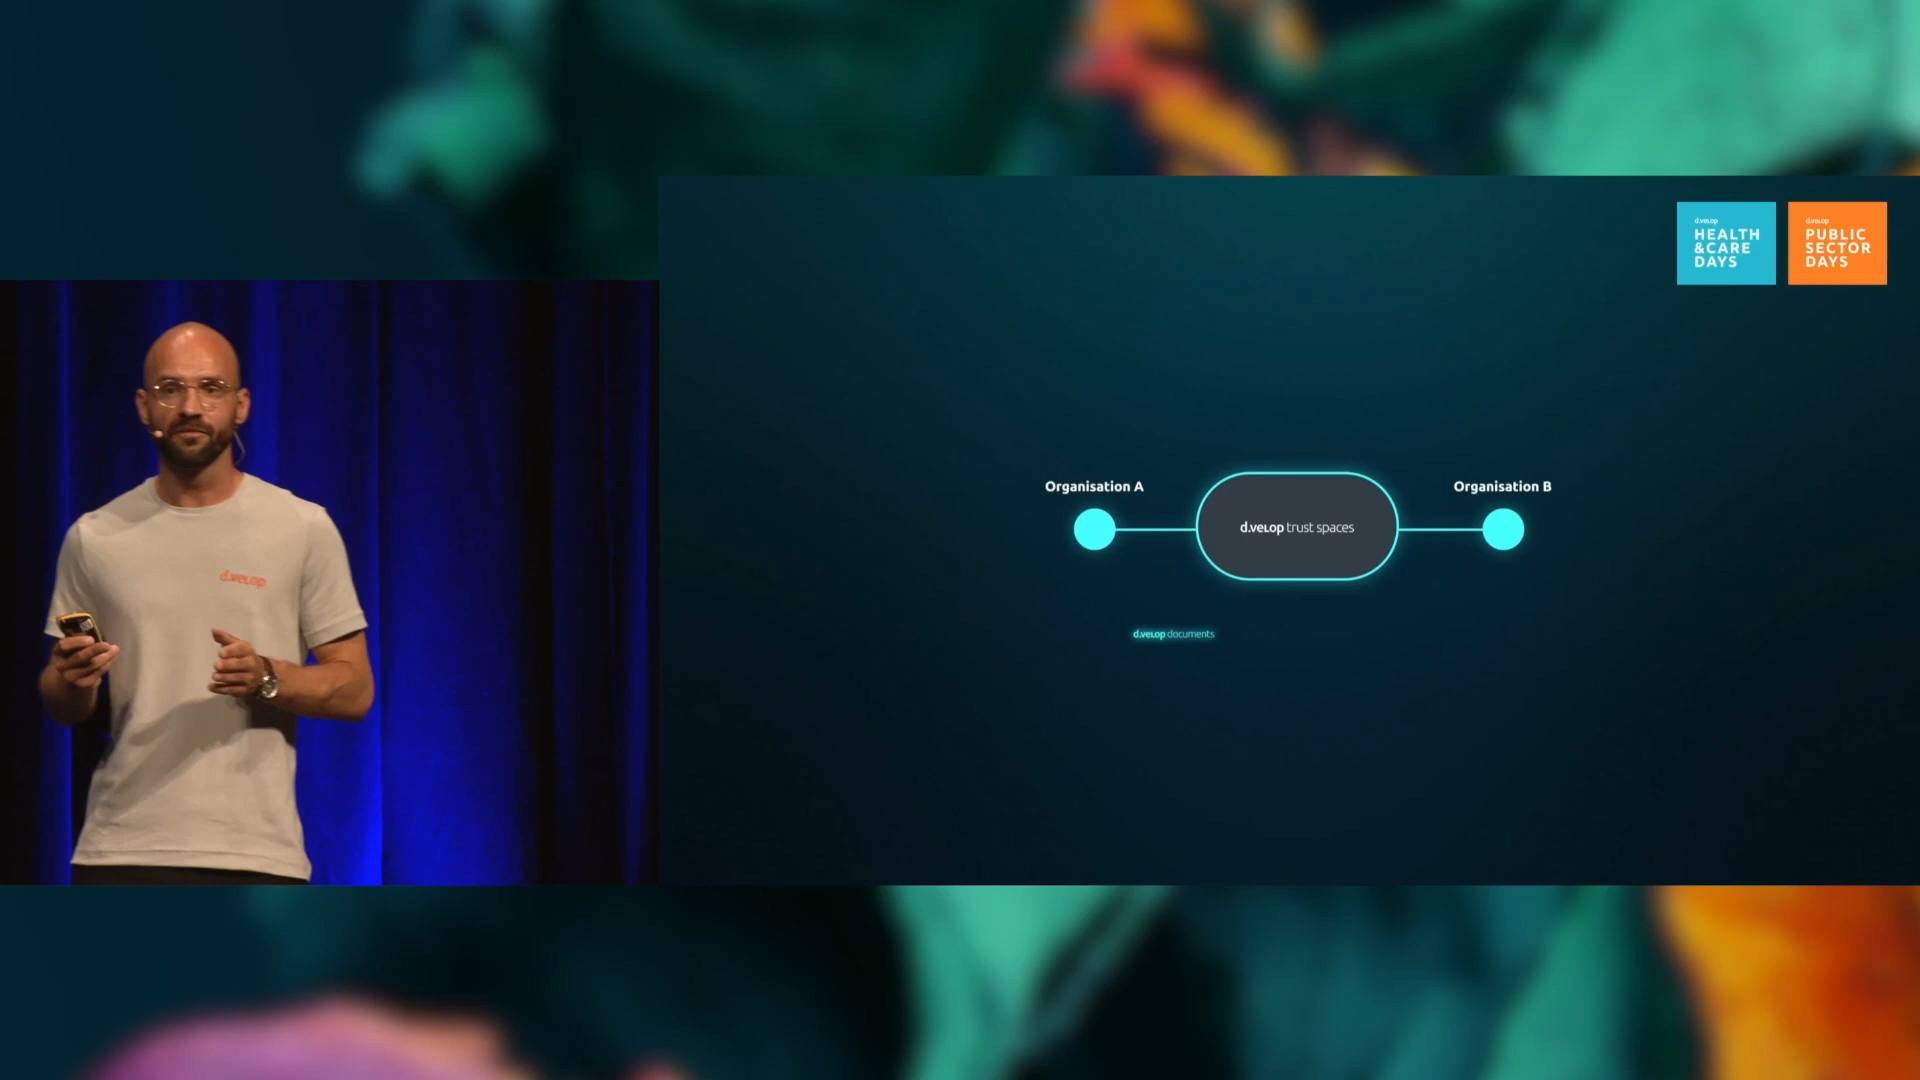 d.velop
HEALTH
&CARE
DAYS
d.velop
PUBLIC
SECTOR
DAYS
Organisation A
d.velop trust spaces
Organisation B
d.velop documents
d.velop